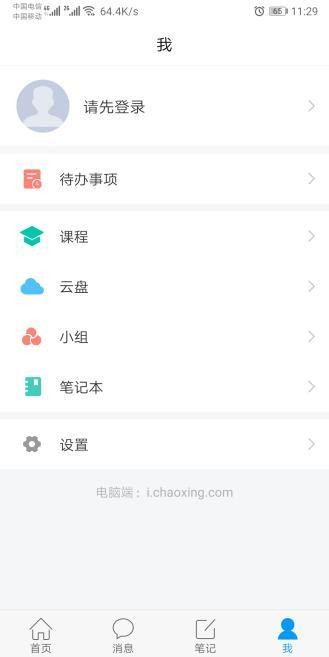 中国电信 中国移动 64.4K/s 65 11:29
我
请先登录
待办事项
课程
云盘
小组
笔记本
设置
电脑端：i.chaoxing.com
首页 消息 笔记 我